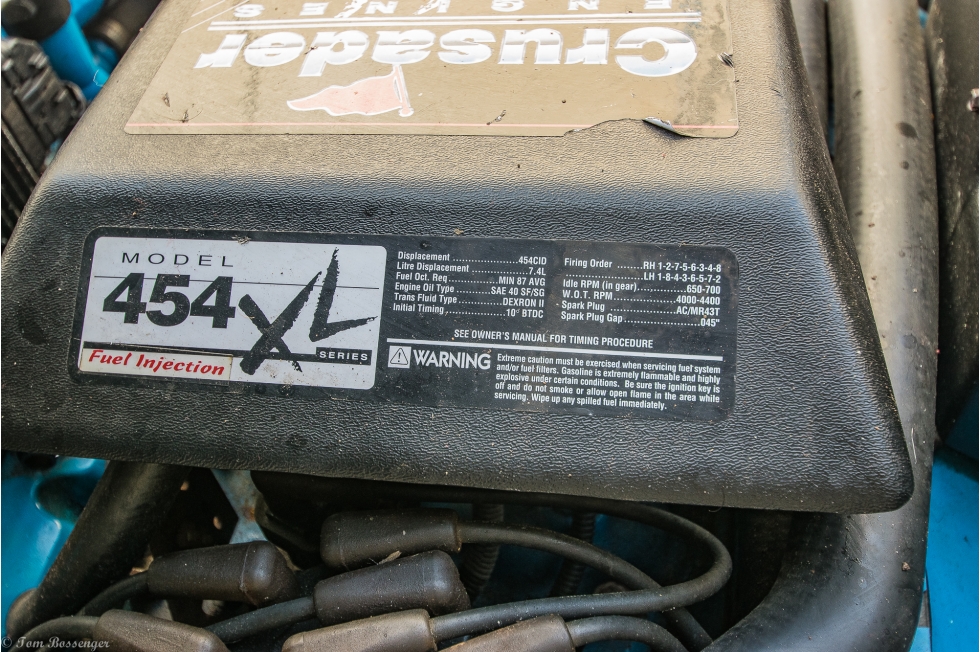 Crusader
ENGINES
MODEL
454 XL
SERIES
Fuel Injection
Displacement ..................... 454CID
Litre Displacement ............... 7.4L
Fuel Oct. Req ............. MIN 87 AVG
Engine Oil Type ........ SAE 40 SF/SG
Trans Fluid Type ........... DEXRON II
Initial Timing ................ 10° BTDC
Firing Order ....... RH 1-2-7-5-6-3-4-8
LH 1-8-4-3-6-5-7-2
Idle RPM (in gear) ............ 650-700
W.O.T. RPM ................ 4000-4400
Spark Plug .................. AC/MR43T
Spark Plug Gap .................... .045"
SEE OWNER'S MANUAL FOR TIMING PROCEDURE
WARNING
Extreme caution must be exercised when servicing fuel system
and/or fuel filters. Gasoline is extremely flammable and highly
explosive under certain conditions. Be sure the ignition key is
off and do not smoke or allow open flame in the area while
servicing. Wipe up any spilled fuel immediately.
© Tom Bossenger